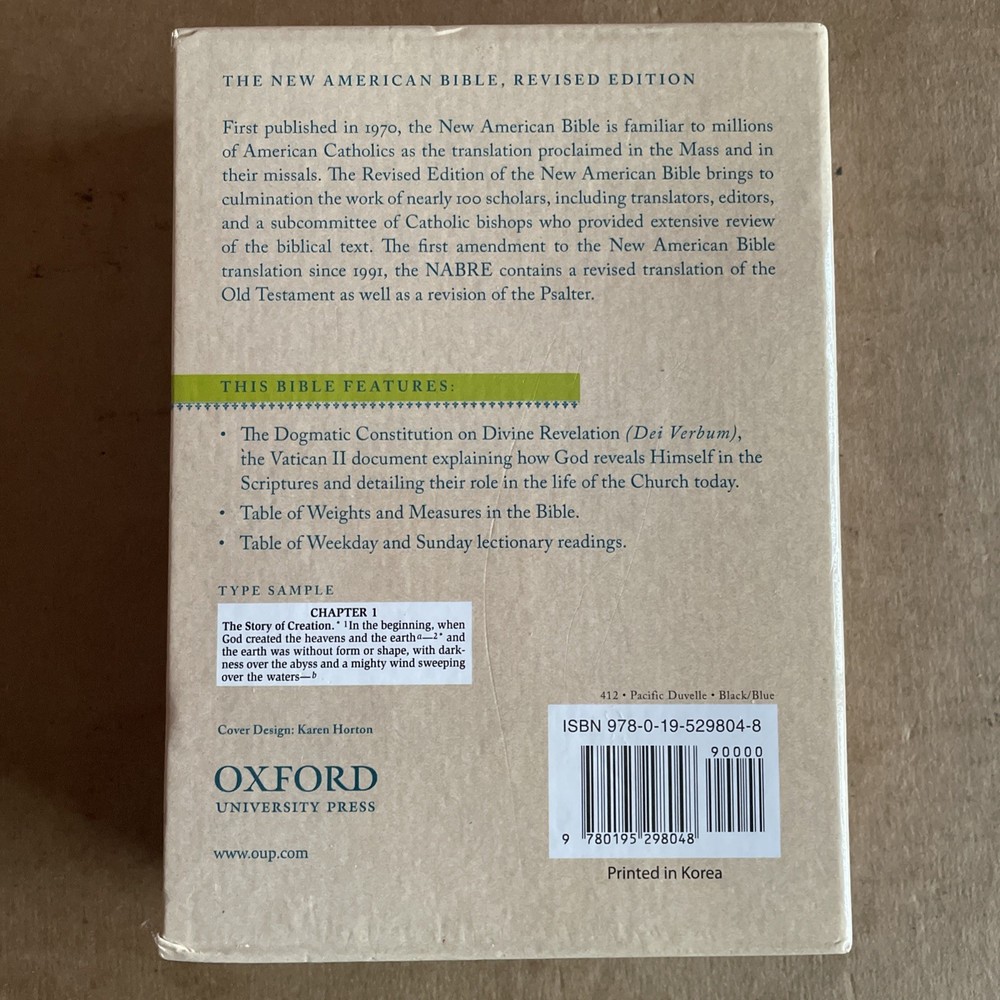 THE NEW AMERICAN BIBLE, REVISED EDITION
First published in 1970, the New American Bible is familiar to millions
of American Catholics as the translation proclaimed in the Mass and in
their missals. The Revised Edition of the New American Bible brings to
culmination the work of nearly 100 scholars, including translators, editors,
and a subcommittee of Catholic bishops who provided extensive review
of the biblical text. The first amendment to the New American Bible
translation since 1991, the NABRE contains a revised translation of the
Old Testament as well as a revision of the Psalter.
THIS BIBLE FEATURES:
• The Dogmatic Constitution on Divine Revelation (Dei Verbum),
the Vatican II document explaining how God reveals Himself in the
Scriptures and detailing their role in the life of the Church today.
• Table of Weights and Measures in the Bible.
• Table of Weekday and Sunday lectionary readings.
TYPE SAMPLE
CHAPTER 1
The Story of Creation.* 1In the beginning, when
God created the heavens and the eartha—2* and
the earth was without form or shape, with dark-
ness over the abyss and a mighty wind sweeping
over the waters—b
412 • Pacific Duvelle • Black/Blue
ISBN 978-0-19-529804-8
90000
9 780195 298048
Printed in Korea
Cover Design: Karen Horton
OXFORD
UNIVERSITY PRESS
www.oup.com